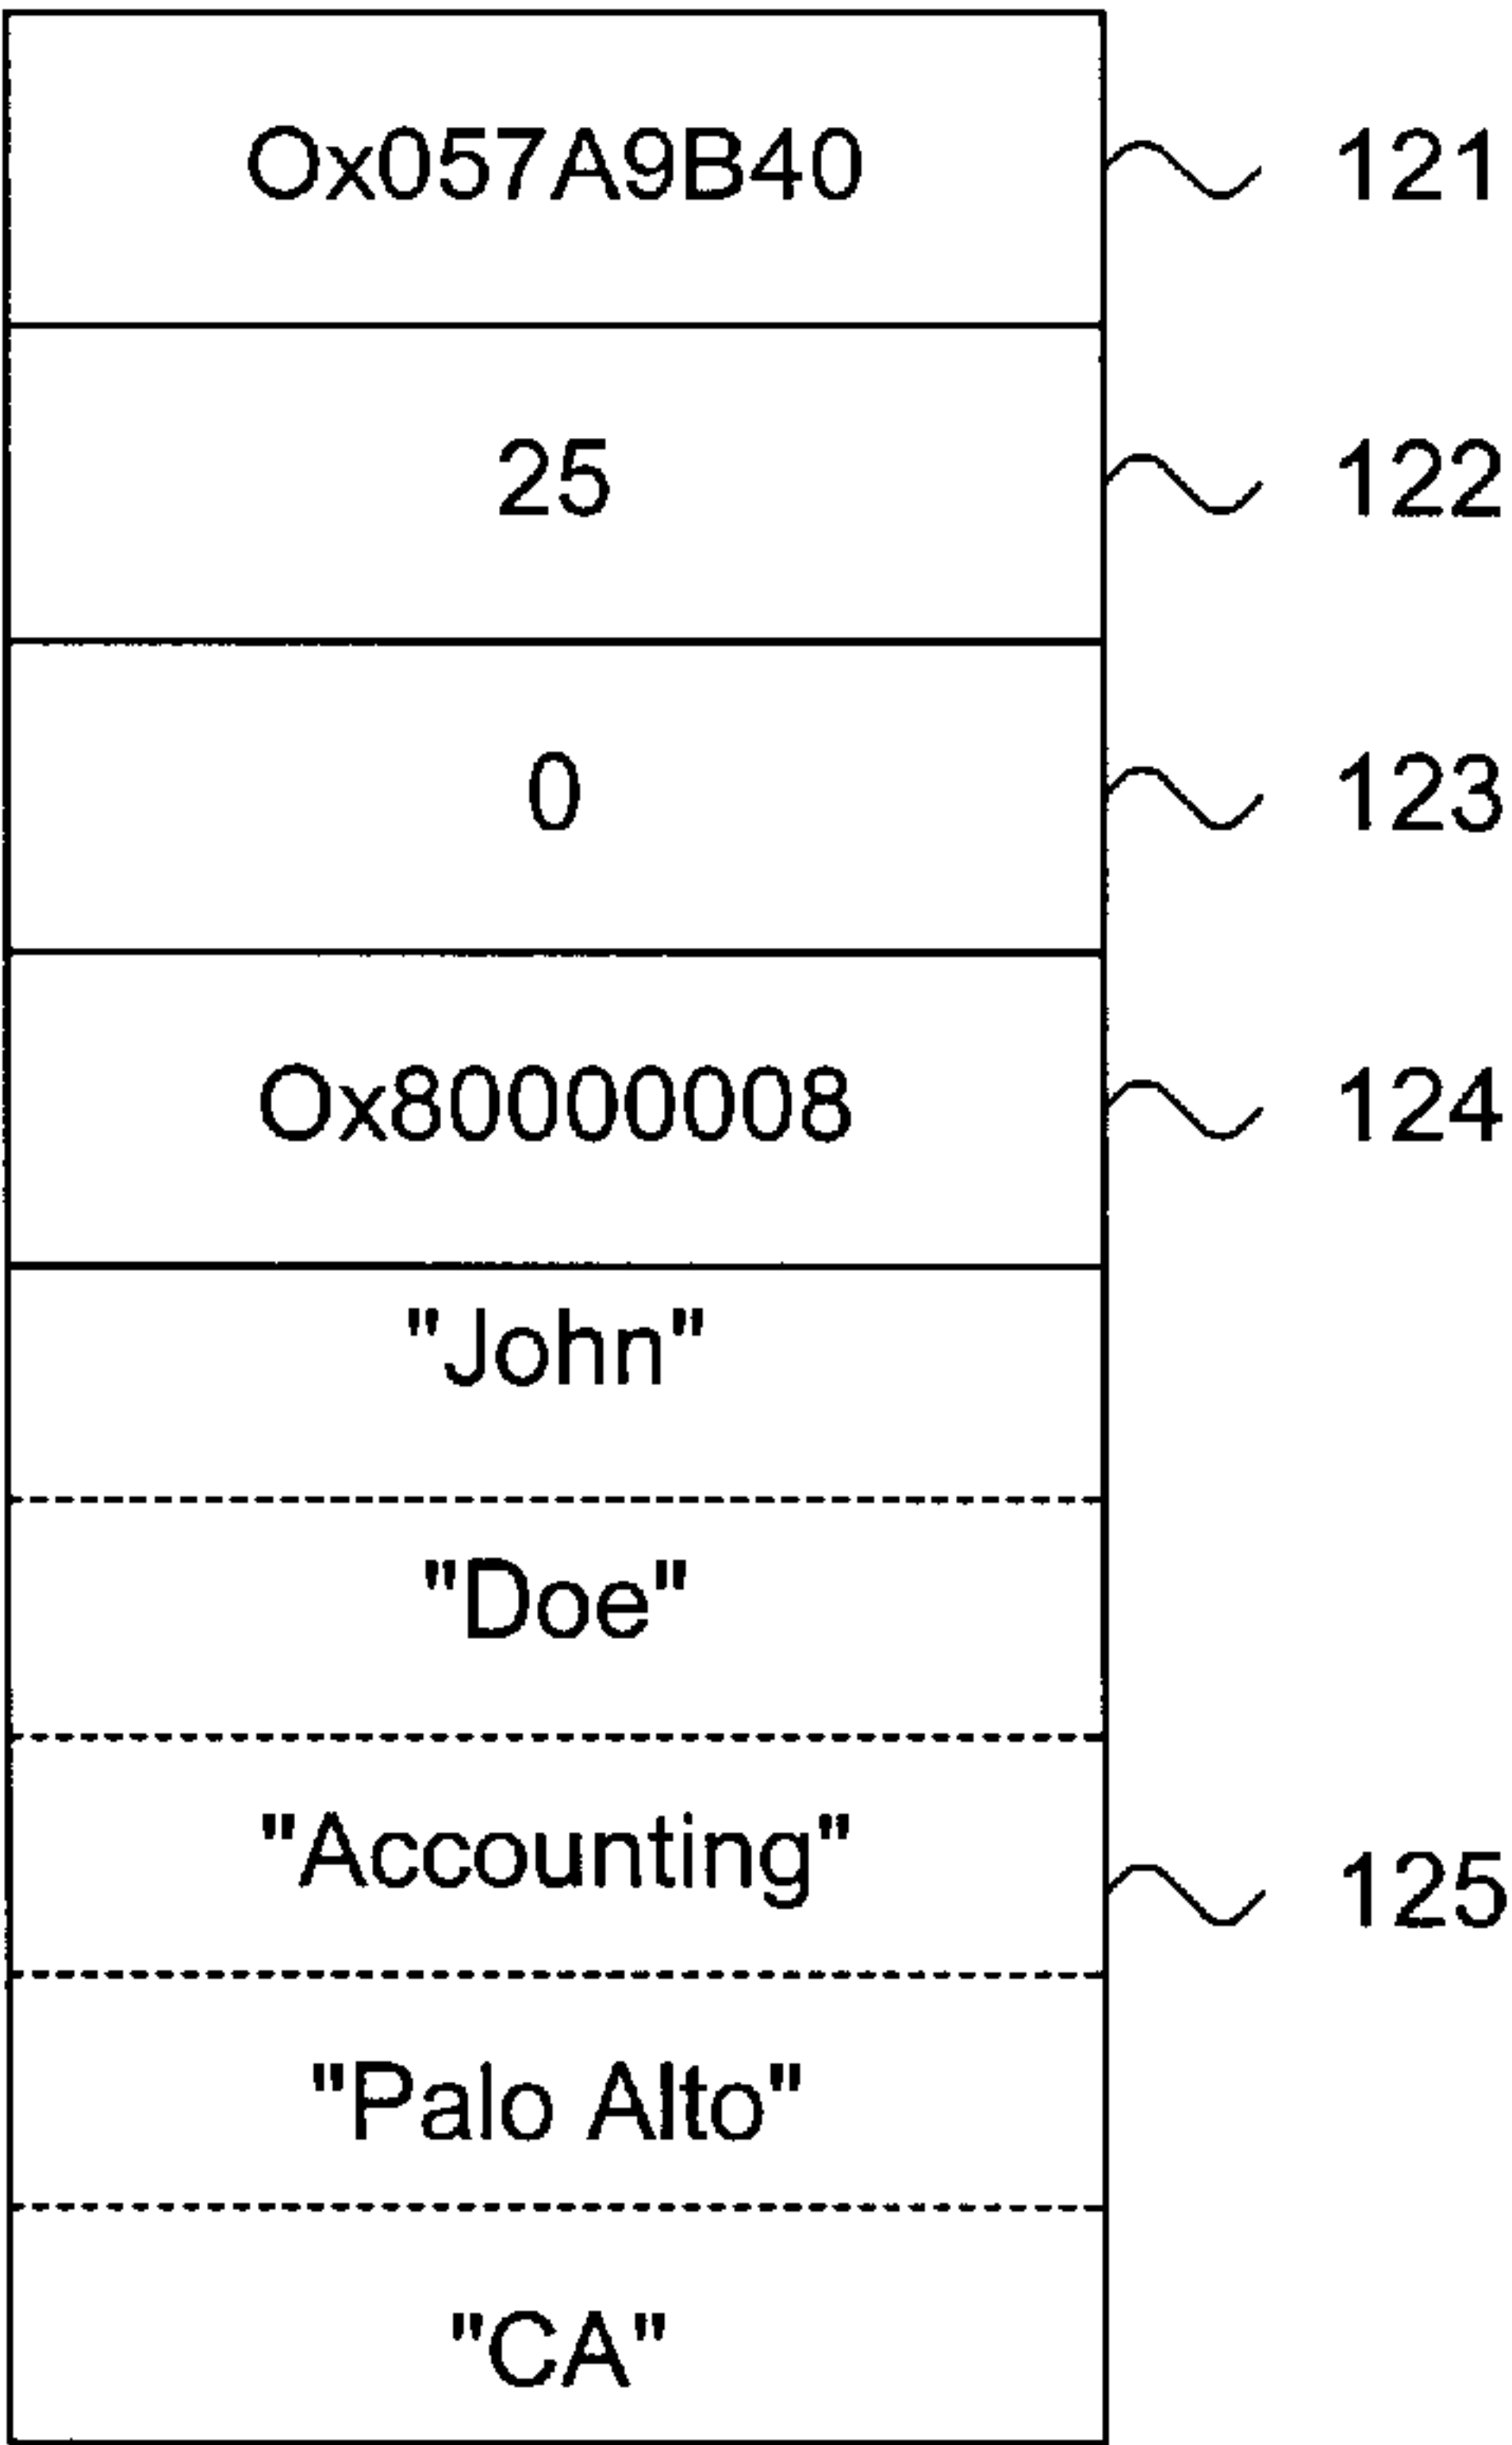 Ox057A9B40 121
25 122
0 123
Ox80000008 124
"John"
"Doe"
"Accounting" 125
"Palo Alto"
"CA"